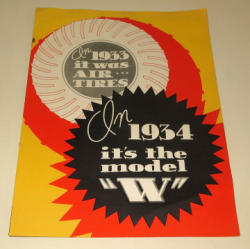 In
1933
it was
AIR ...
TIRES
In
1934
it's the
model
"W"